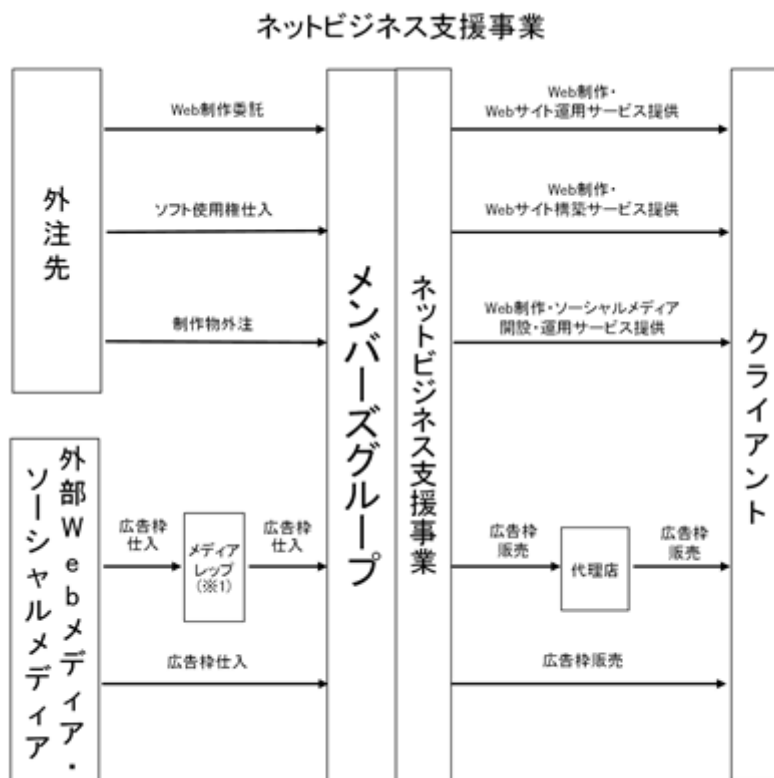 ネットビジネス支援事業
外注先
Web制作委託
ソフト使用権仕入
制作物外注
外部Webメディア・
ソーシャルメディア
広告枠
仕入
メディア
レップ
(※1)
広告枠
仕入
広告枠仕入
メンバーズグループ
ネットビジネス支援事業
Web制作・
Webサイト運用サービス提供
Web制作・
Webサイト構築サービス提供
Web制作・ソーシャルメディア
開設・運用サービス提供
広告枠
販売
代理店
広告枠
販売
広告枠販売
クライアント